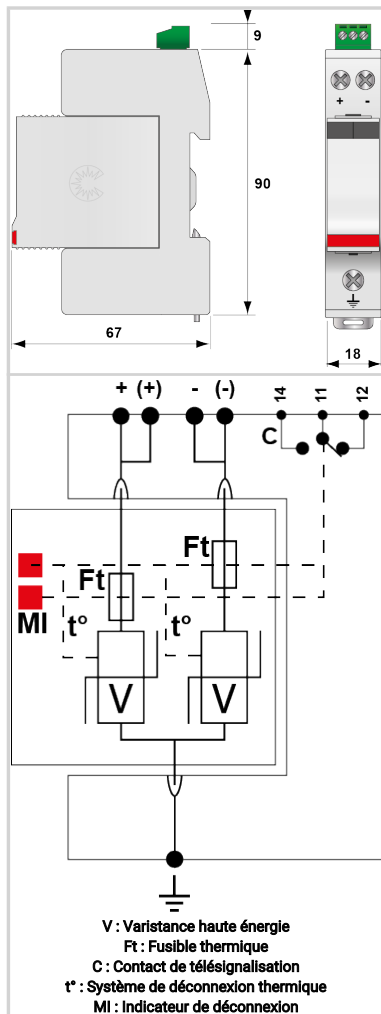 9
+ -
90
67
18
+ (+) - (-) 14 11 12
C
Ft
Ft
MI t° t°
V V
V : Varistance haute énergie
Ft : Fusible thermique
C : Contact de télésignalisation
t° : Système de déconnexion thermique
MI : Indicateur de déconnexion